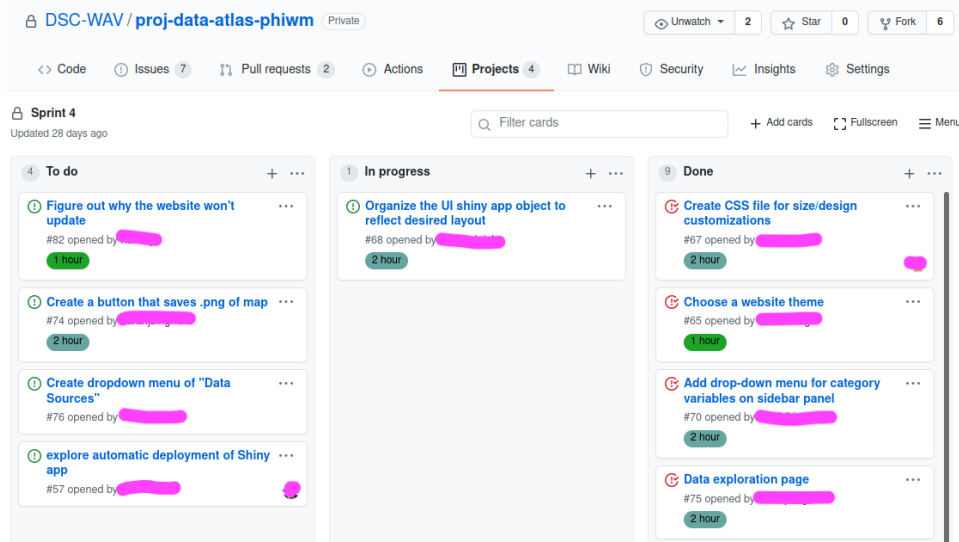 DSC-WAV / proj-data-atlas-phiwm Private
Unwatch 2 Star 0 Fork 6
Code Issues 7 Pull requests 2 Actions Projects 4 Wiki Security Insights Settings
Sprint 4
Updated 28 days ago
Filter cards
Add cards Fullscreen Menu
4 To do
Figure out why the website won't
update
#82 opened by
1 hour
Create a button that saves .png of map
#74 opened by
2 hour
Create dropdown menu of "Data
Sources"
#76 opened by
explore automatic deployment of Shiny
app
#57 opened by
1 In progress
Organize the UI shiny app object to
reflect desired layout
#68 opened by
2 hour
9 Done
Create CSS file for size/design
customizations
#67 opened by
2 hour
Choose a website theme
#65 opened by
1 hour
Add drop-down menu for category
variables on sidebar panel
#70 opened by
2 hour
Data exploration page
#75 opened by
2 hour